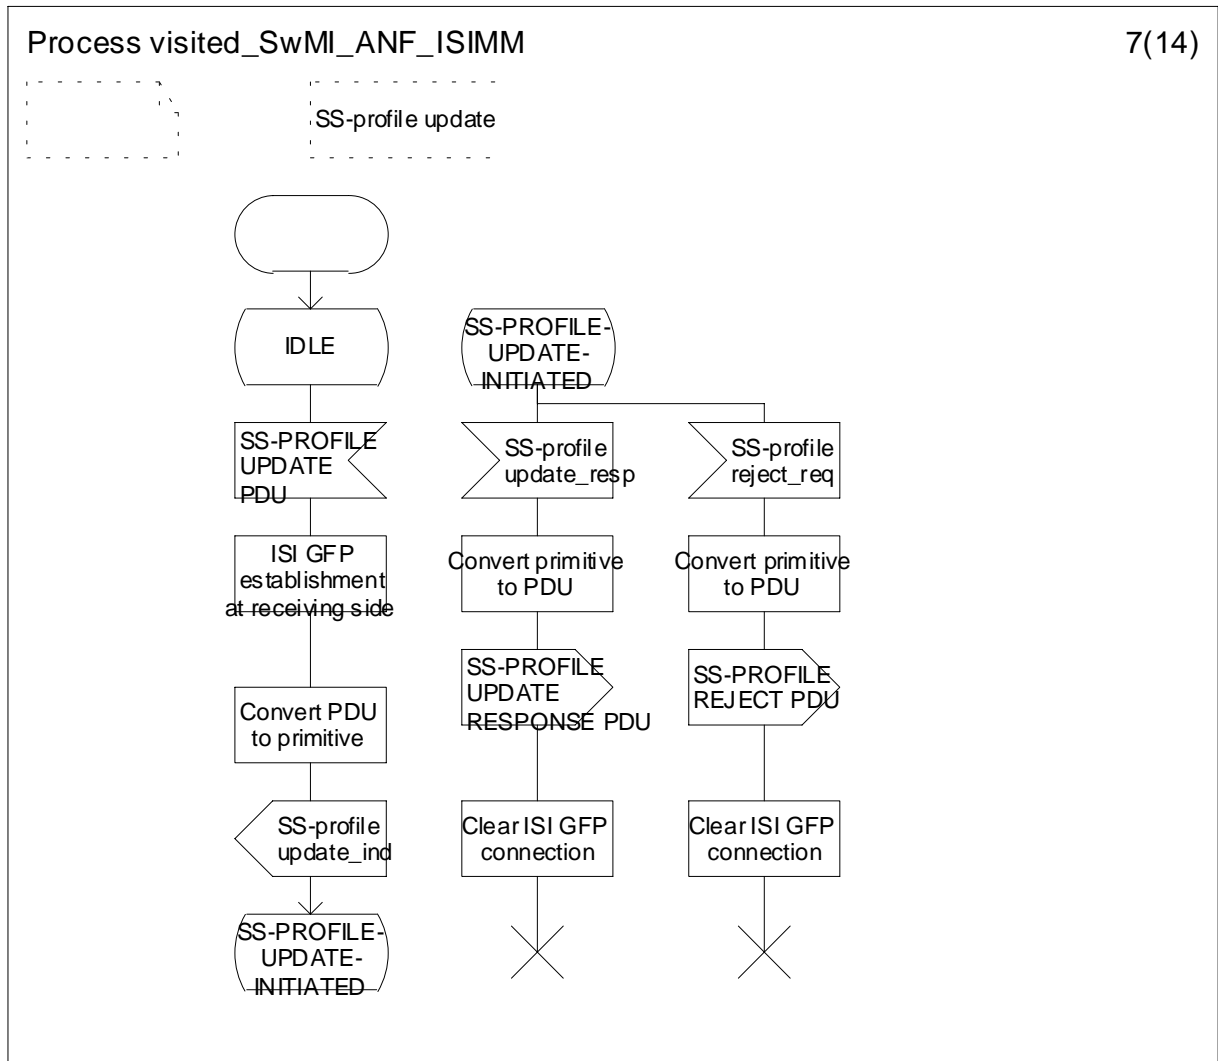 Process visited_SwMI_ANF_ISIMM
7(14)
SS-profile update
IDLE
SS-PROFILE
UPDATE
PDU
ISI GFP
establishment
at receiving side
Convert PDU
to primitive
SS-profile
update_ind
SS-PROFILE-
UPDATE-
INITIATED
SS-PROFILE-
UPDATE-
INITIATED
SS-profile
update_resp
Convert primitive
to PDU
SS-PROFILE
UPDATE
RESPONSE PDU
Clear ISI GFP
connection
SS-profile
reject_req
Convert primitive
to PDU
SS-PROFILE
REJECT PDU
Clear ISI GFP
connection